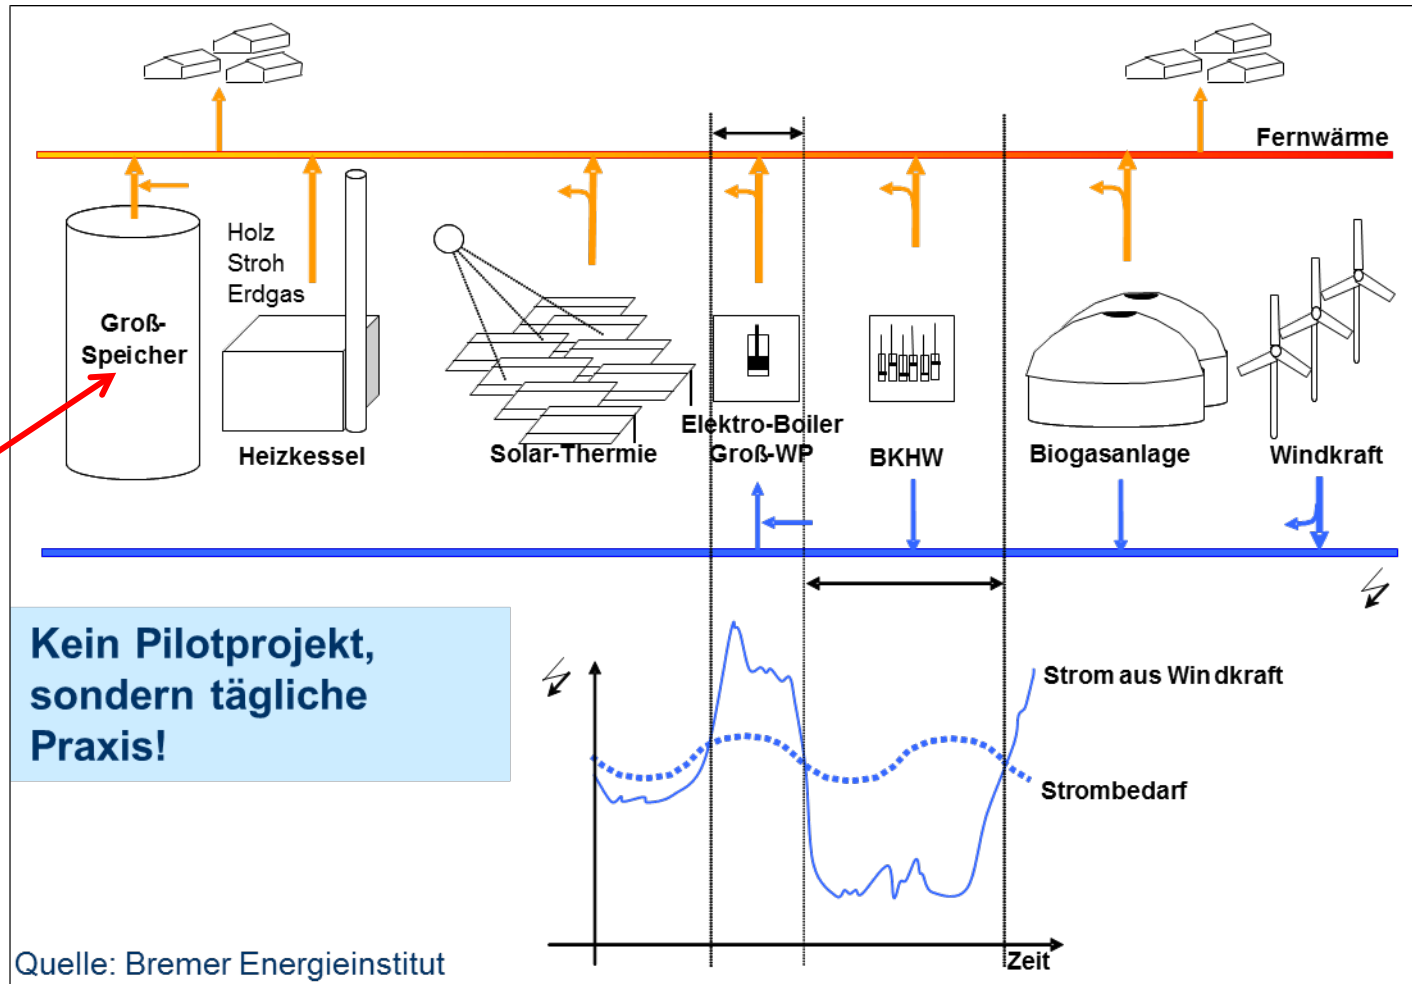 Fernwärme
Holz
Stroh
Erdgas
Groß-
Speicher
Heizkessel
Solar-Thermie
Elektro-Boiler
Groß-WP
BKHW
Biogasanlage
Windkraft
Kein Pilotprojekt,
sondern tägliche
Praxis!
Strom aus Windkraft
Strombedarf
Zeit
Quelle: Bremer Energieinstitut